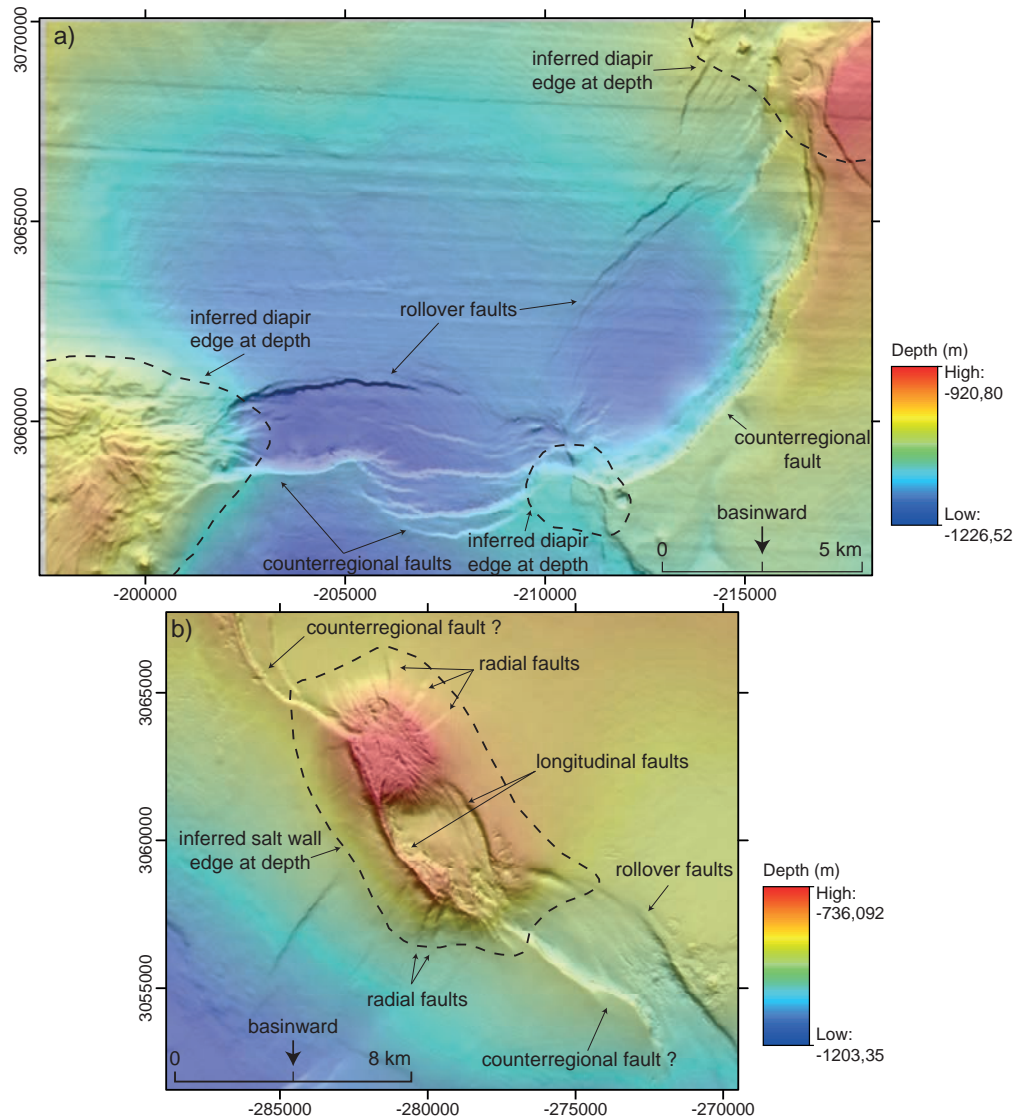 a)
3070000
3065000
3060000
inferred diapir
edge at depth
rollover faults
inferred diapir
edge at depth
counterregional
fault
counterregional faults
inferred diapir
edge at depth
basinward
0 5 km
-200000 -205000 -210000 -215000
Depth (m)
High:
-920,80
Low:
-1226,52
b)
3065000
3060000
3055000
counterregional fault ?
radial faults
longitudinal faults
inferred salt wall
edge at depth
rollover faults
radial faults
basinward
0 8 km
counterregional fault ?
-285000 -280000 -275000 -270000
Depth (m)
High:
-736,092
Low:
-1203,35